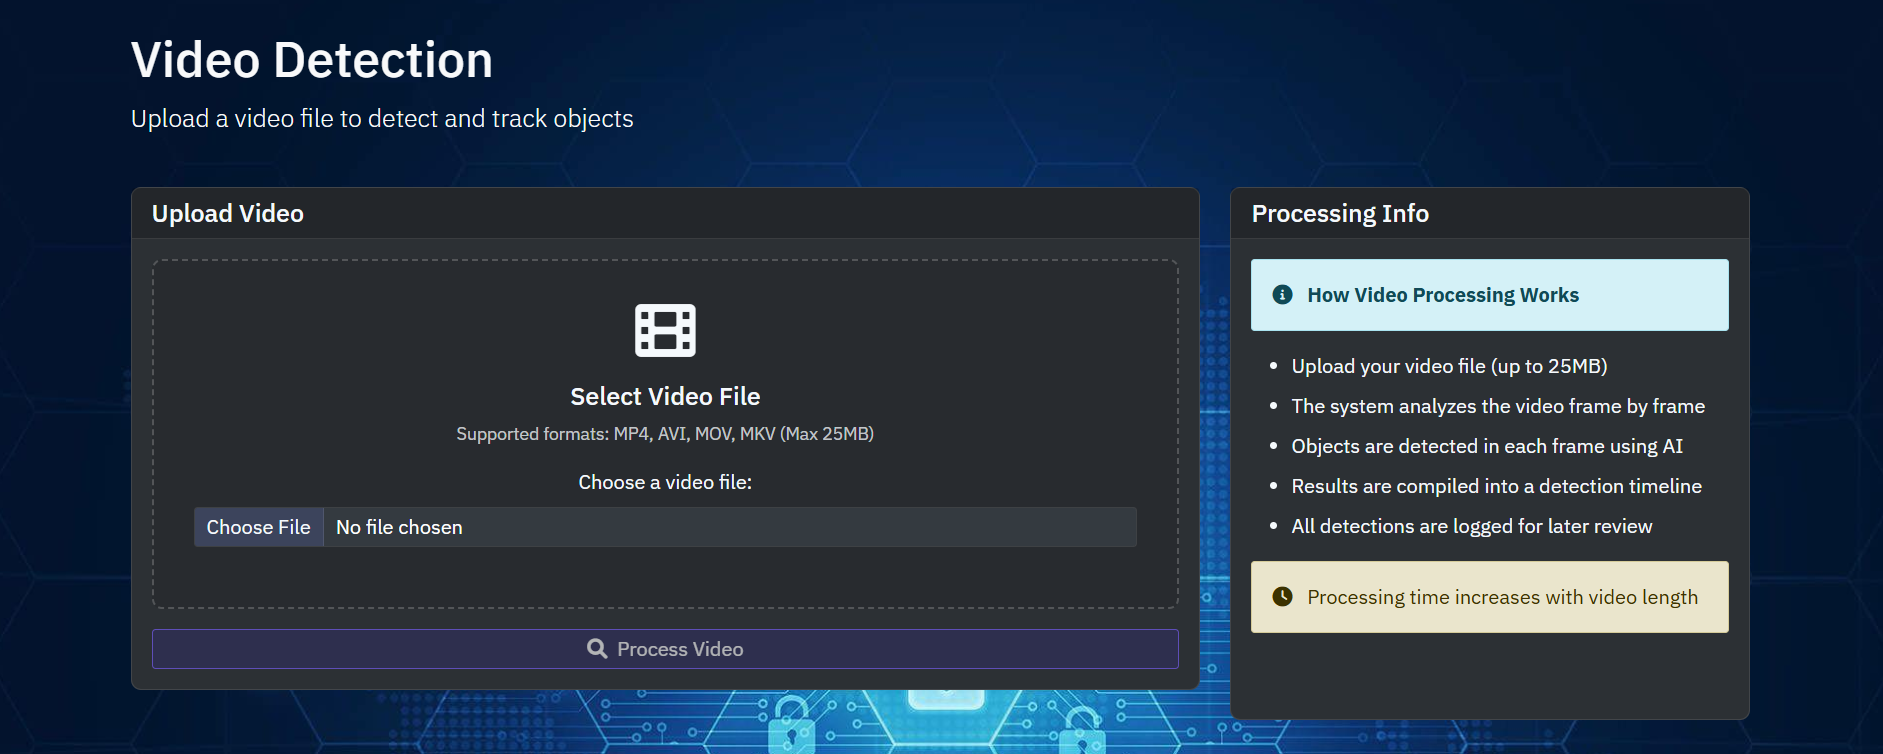 Video Detection
Upload a video file to detect and track objects
Upload Video
Select Video File
Supported formats: MP4, AVI, MOV, MKV (Max 25MB)
Choose a video file:
Choose File No file chosen
Process Video
Processing Info
How Video Processing Works
Upload your video file (up to 25MB)
The system analyzes the video frame by frame
Objects are detected in each frame using AI
Results are compiled into a detection timeline
All detections are logged for later review
Processing time increases with video length